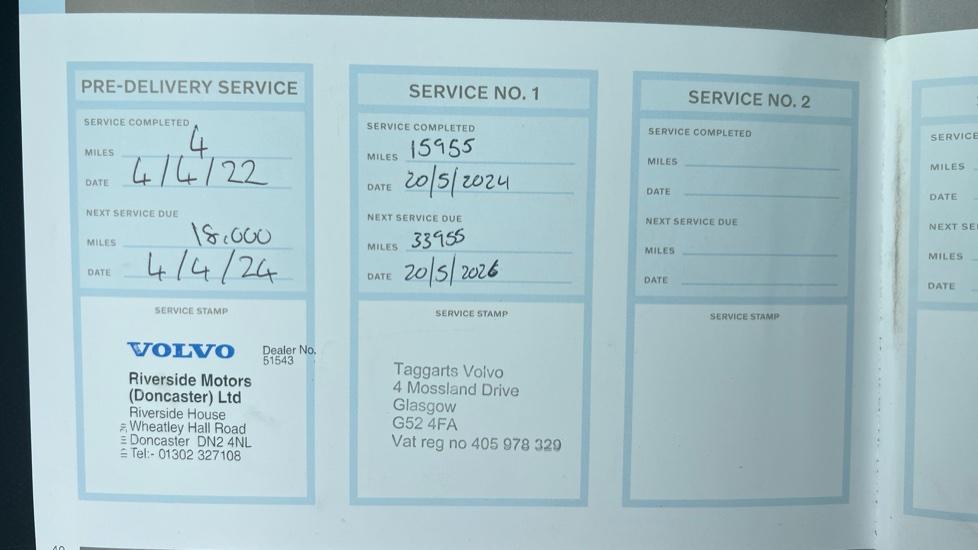 PRE-DELIVERY SERVICE
SERVICE COMPLETED
MILES 4
DATE 4/4/22
NEXT SERVICE DUE
MILES 18.000
DATE 4/4/24
SERVICE STAMP
VOLVO
Dealer No.
51543
Riverside Motors
(Doncaster) Ltd
Riverside House
Wheatley Hall Road
Doncaster DN2 4NL
Tel:- 01302 327108
SERVICE NO. 1
SERVICE COMPLETED
MILES 15955
DATE 20/5/2024
NEXT SERVICE DUE
MILES 33955
DATE 20/5/2026
SERVICE STAMP
Taggarts Volvo
4 Mossland Drive
Glasgow
G52 4FA
Vat reg no 405 978 329
SERVICE NO. 2
SERVICE COMPLETED
MILES
DATE
NEXT SERVICE DUE
MILES
DATE
SERVICE STAMP
SERVICE
MILES
DATE
NEXT SE
MILES
DATE